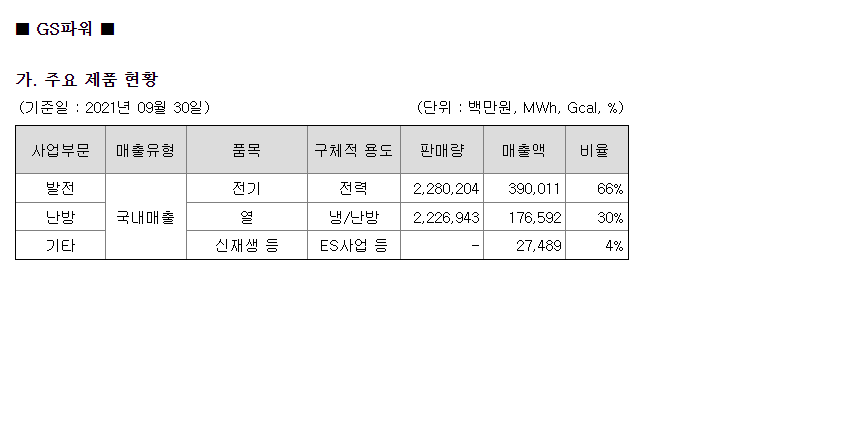 ■ GS파워 ■
가. 주요 제품 현황
(기준일 : 2021년 09월 30일) (단위 : 백만원, MWh, Gcal, %)
사업부문 매출유형 품목 구체적 용도 판매량 매출액 비율
발전 국내매출 전기 전력 2,280,204 390,011 66%
난방 열 냉/난방 2,226,943 176,592 30%
기타 신재생 등 ES사업 등 - 27,489 4%